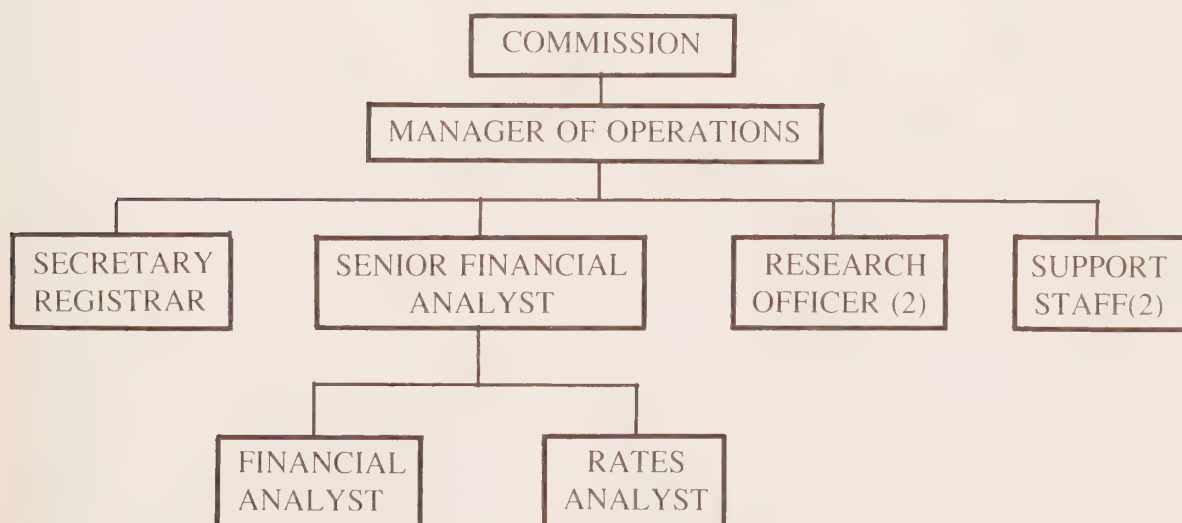 COMMISSION
MANAGER OF OPERATIONS
SECRETARY
REGISTRAR
SENIOR FINANCIAL
ANALYST
RESEARCH
OFFICER (2)
SUPPORT
STAFF(2)
FINANCIAL
ANALYST
RATES
ANALYST